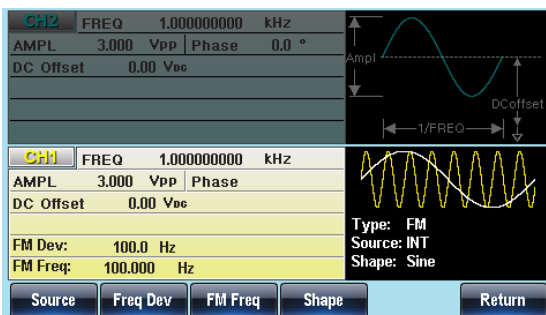 CH2 FREQ 1.000000000 kHz
AMPL 3.000 Vpp Phase 0.0 °
DC Offset 0.00 VDC
Ampl
DCoffset
1/FREQ
CH1 FREQ 1.000000000 kHz
AMPL 3.000 Vpp Phase
DC Offset 0.00 VDC
FM Dev: 100.0 Hz
FM Freq: 100.000 Hz
Type: FM
Source: INT
Shape: Sine
Source Freq Dev FM Freq Shape Return